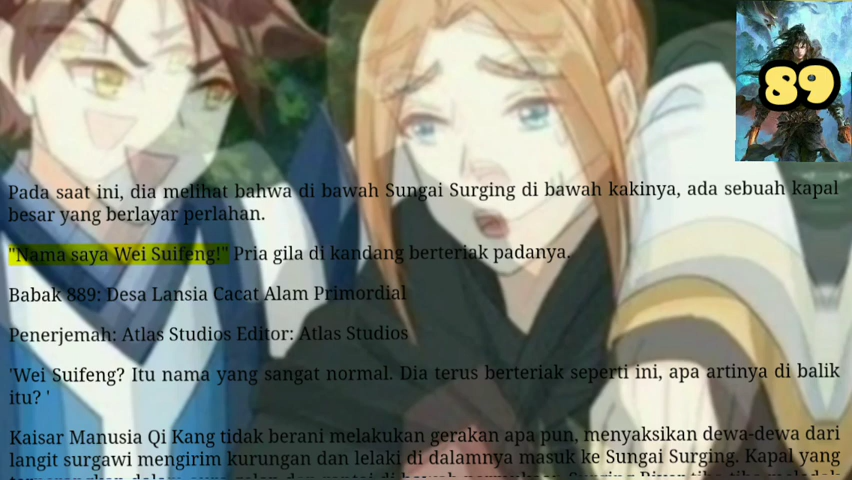 89
Pada saat ini, dia melihat bahwa di bawah Sungai Surging di bawah kakinya, ada sebuah kapal
besar yang berlayar perlahan.
"Nama saya Wei Suifeng!" Pria gila di kandang berteriak padanya.
Babak 889: Desa Lansia Cacat Alam Primordial
Penerjemah: Atlas Studios Editor: Atlas Studios
'Wei Suifeng? Itu nama yang sangat normal. Dia terus berteriak seperti ini, apa artinya di balik
itu? '
Kaisar Manusia Qi Kang tidak berani melakukan gerakan apa pun, menyaksikan dewa-dewa dari
langit surgawi mengirim kurungan dan lelaki di dalamnya masuk ke Sungai Surging. Kapal yang